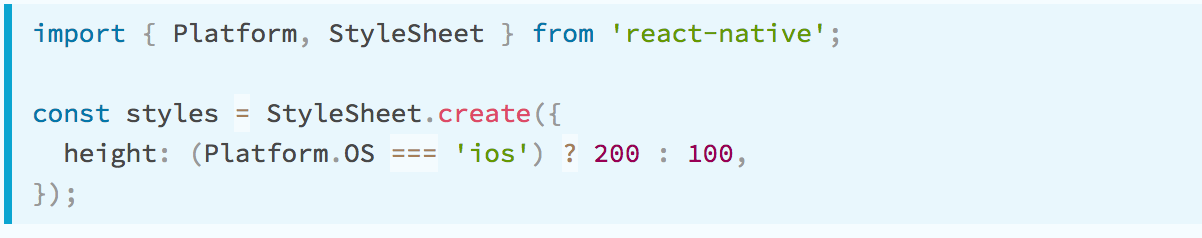 import { Platform, StyleSheet } from 'react-native';
const styles = StyleSheet.create({
  height: (Platform.OS === 'ios') ? 200 : 100,
});